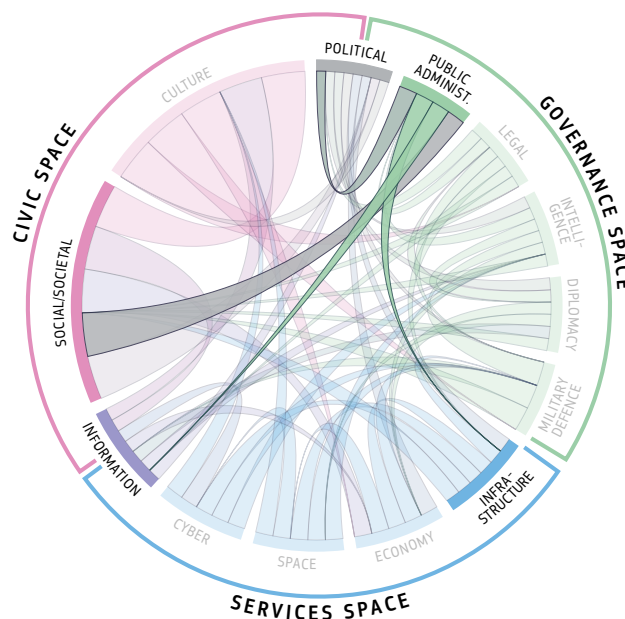 CIVIC SPACE
GOVERNANCE SPACE
SERVICES SPACE
POLITICAL
PUBLIC
ADMINIST.
LEGAL
INTELLI-
GENCE
DIPLOMACY
MILITARY
DEFENCE
INFRA-
STRUCTURE
ECONOMY
SPACE
CYBER
INFORMATION
SOCIAL/SOCIETAL
CULTURE